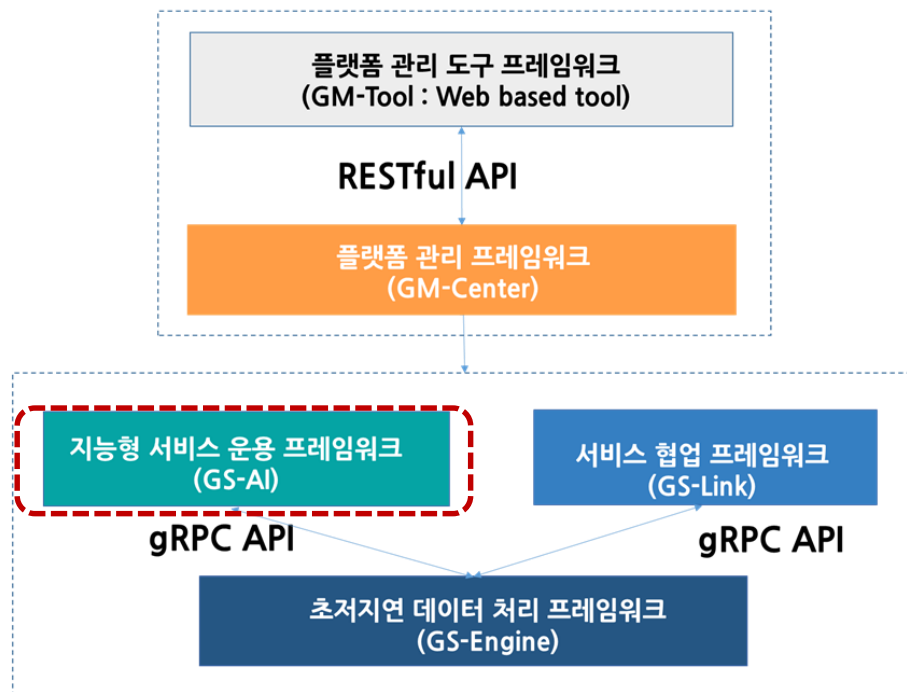 플랫폼 관리 도구 프레임워크
(GM-Tool : Web based tool)
RESTful API
플랫폼 관리 프레임워크
(GM-Center)
지능형 서비스 운용 프레임워크
(GS-AI)
서비스 협업 프레임워크
(GS-Link)
gRPC API
gRPC API
초저지연 데이터 처리 프레임워크
(GS-Engine)